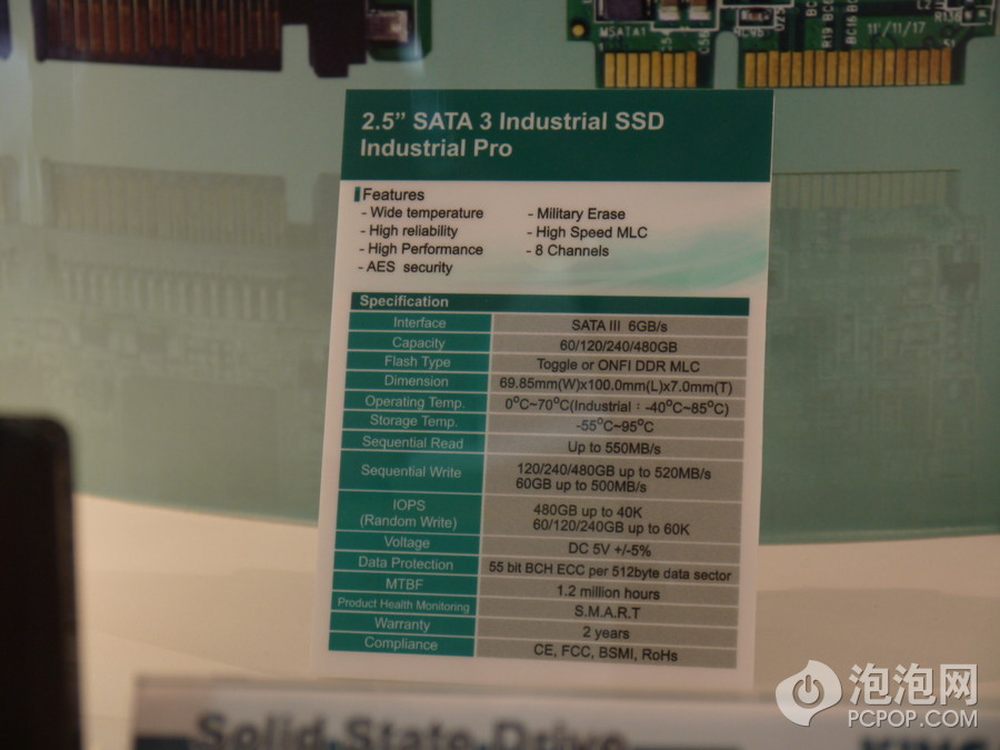 MSATA1
11'/11/17
R136
R19
2.5” SATA 3 Industrial SSD
Industrial Pro
Features
- Wide temperature
- High reliability
- High Performance
- AES security
- Military Erase
- High Speed MLC
- 8 Channels
Specification
Interface SATA III 6GB/s
Capacity 60/120/240/480GB
Flash Type Toggle or ONFI DDR MLC
Dimension 69.85mm(W)x100.0mm(L)x7.0mm(T)
Operating Temp. 0°C~70°C(Industrial : -40°C~85°C)
Storage Temp. -55°C~95°C
Sequential Read Up to 550MB/s
Sequential Write 120/240/480GB up to 520MB/s
60GB up to 500MB/s
IOPS
(Random Write)
480GB up to 40K
60/120/240GB up to 60K
Voltage DC 5V +/-5%
Data Protection 55 bit BCH ECC per 512byte data sector
MTBF 1.2 million hours
Product Health Monitoring S.M.A.R.T
Warranty 2 years
Compliance CE, FCC, BSMI, RoHs
Solid State Drive
泡泡网
PCPOP.COM